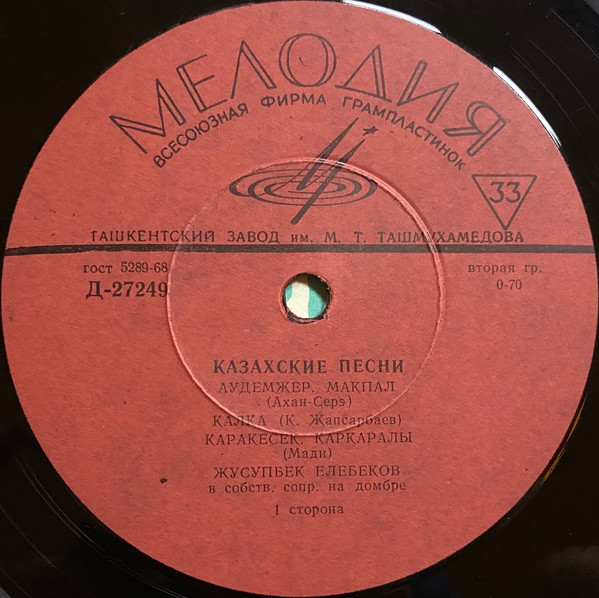 МЕЛОДИЯ
ВСЕСОЮЗНАЯ ФИРМА ГРАМПЛАСТИНОК
33
ТАШКЕНТСКИЙ ЗАВОД им. М. Т. ТАШМУХАМЕДОВА
гост 5289-68
вторая гр.
Д-27249
0-70
КАЗАХСКИЕ ПЕСНИ
АУДЕМЖЕР. МАКПАЛ
(Ахан-Серэ)
КАЛКА (К. Жапсарбаев)
КАРАКЕСЕК. КАРКАРАЛЫ
(Мади)
ЖУСУПБЕК ЕЛЕБЕКОВ
в собств. сопр. на домбре
1 сторона